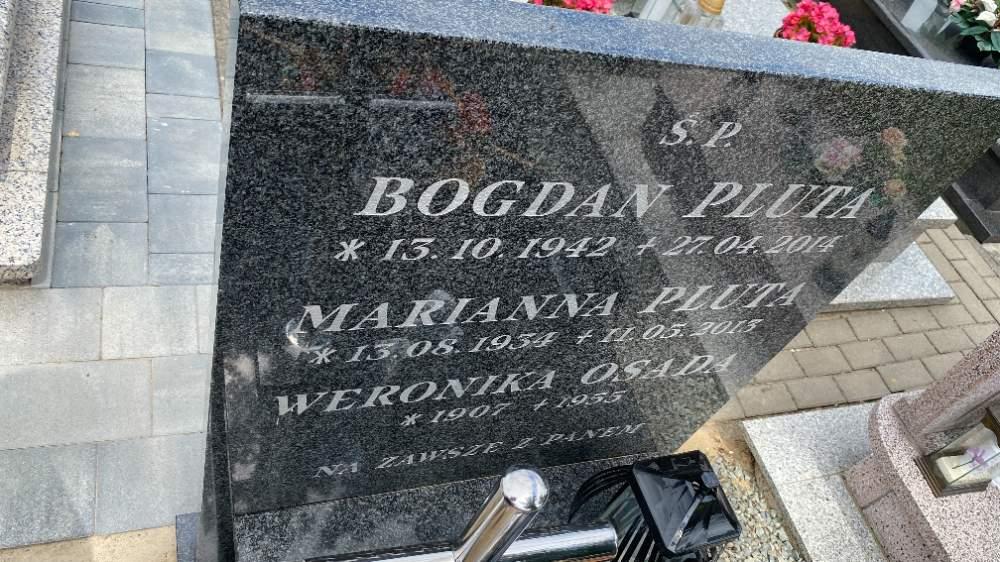 Ś.P.
BOGDAN PLUTA
* 13.10.1942 + 27.04.2014
MARIANNA PLUTA
* 13.08.1934 + 11.05.2013
WERONIKA OSADA
* 1907 + 1955
NA ZAWSZE Z PANEM